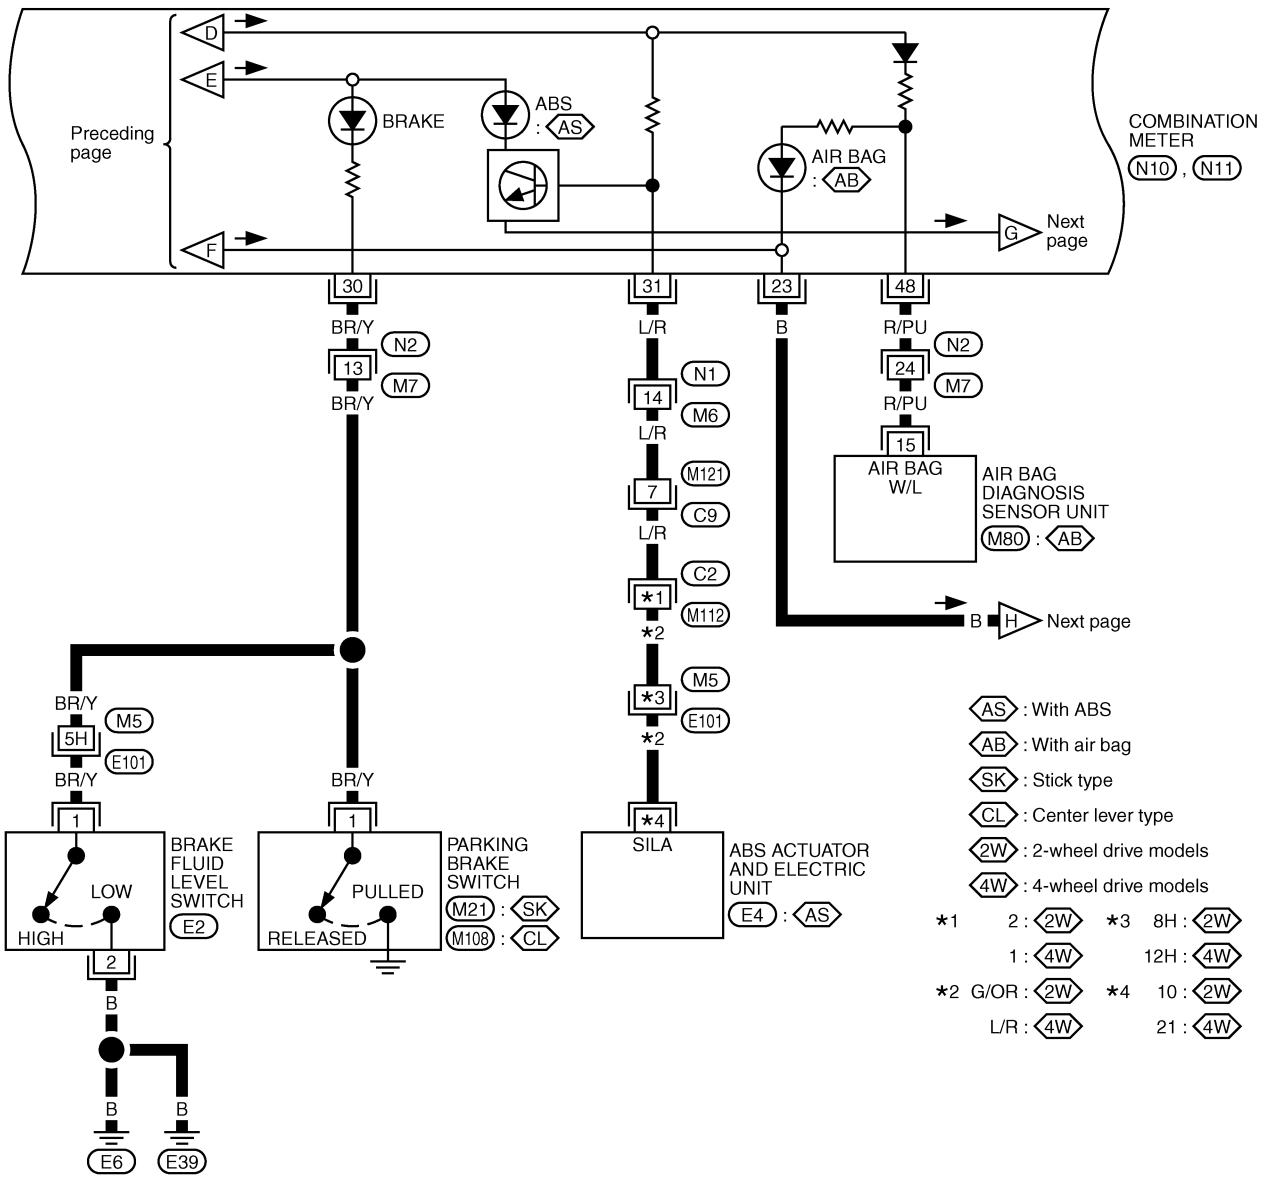 D
E
BRAKE
ABS
: AS
Preceding
page
AIR BAG
: AB
COMBINATION
METER
N10 , N11
F
G
Next
page
30
31
23
48
BR/Y
L/R
B
R/PU
13
N2
M7
BR/Y
14
N1
M6
L/R
24
N2
M7
R/PU
7
M121
C9
L/R
15
AIR BAG
W/L
AIR BAG
DIAGNOSIS
SENSOR UNIT
M80 : AB
*1
C2
M112
*2
B
H
Next page
*3
M5
E101
*2
BR/Y
5H
M5
E101
BR/Y
BR/Y
1
1
*4
LOW
HIGH
BRAKE
FLUID
LEVEL
SWITCH
E2
PULLED
RELEASED
PARKING
BRAKE
SWITCH
M21 : SK
M108 : CL
SILA
ABS ACTUATOR
AND ELECTRIC
UNIT
E4 : AS
2
B
B
B
E6
E39
AS : With ABS
AB : With air bag
SK : Stick type
CL : Center lever type
2W : 2-wheel drive models
4W : 4-wheel drive models
*1 2 : 2W *3 8H : 2W
1 : 4W 12H : 4W
*2 G/OR : 2W *4 10 : 2W
L/R : 4W 21 : 4W